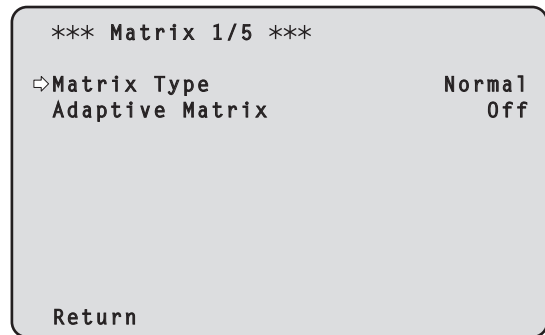 *** Matrix 1/5 ***
⇨Matrix Type Normal
Adaptive Matrix Off
Return